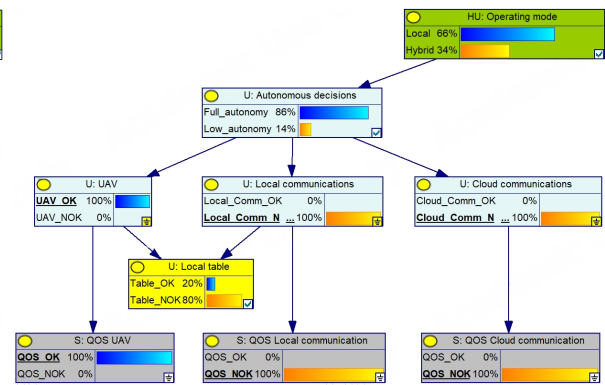 HU: Operating mode
Local 66%
Hybrid 34%
U: Autonomous decisions
Full_autonomy 86%
Low_autonomy 14%
U: UAV
UAV_OK 100%
UAV_NOK 0%
U: Local communications
Local_Comm_OK 0%
Local_Comm_N ...100%
U: Cloud communications
Cloud_Comm_OK 0%
Cloud_Comm_N ...100%
U: Local table
Table_OK 20%
Table_NOK 80%
S: QOS UAV
QOS_OK 100%
QOS_NOK 0%
S: QOS Local communication
QOS_OK 0%
QOS_NOK 100%
S: QOS Cloud communication
QOS_OK 0%
QOS_NOK 100%